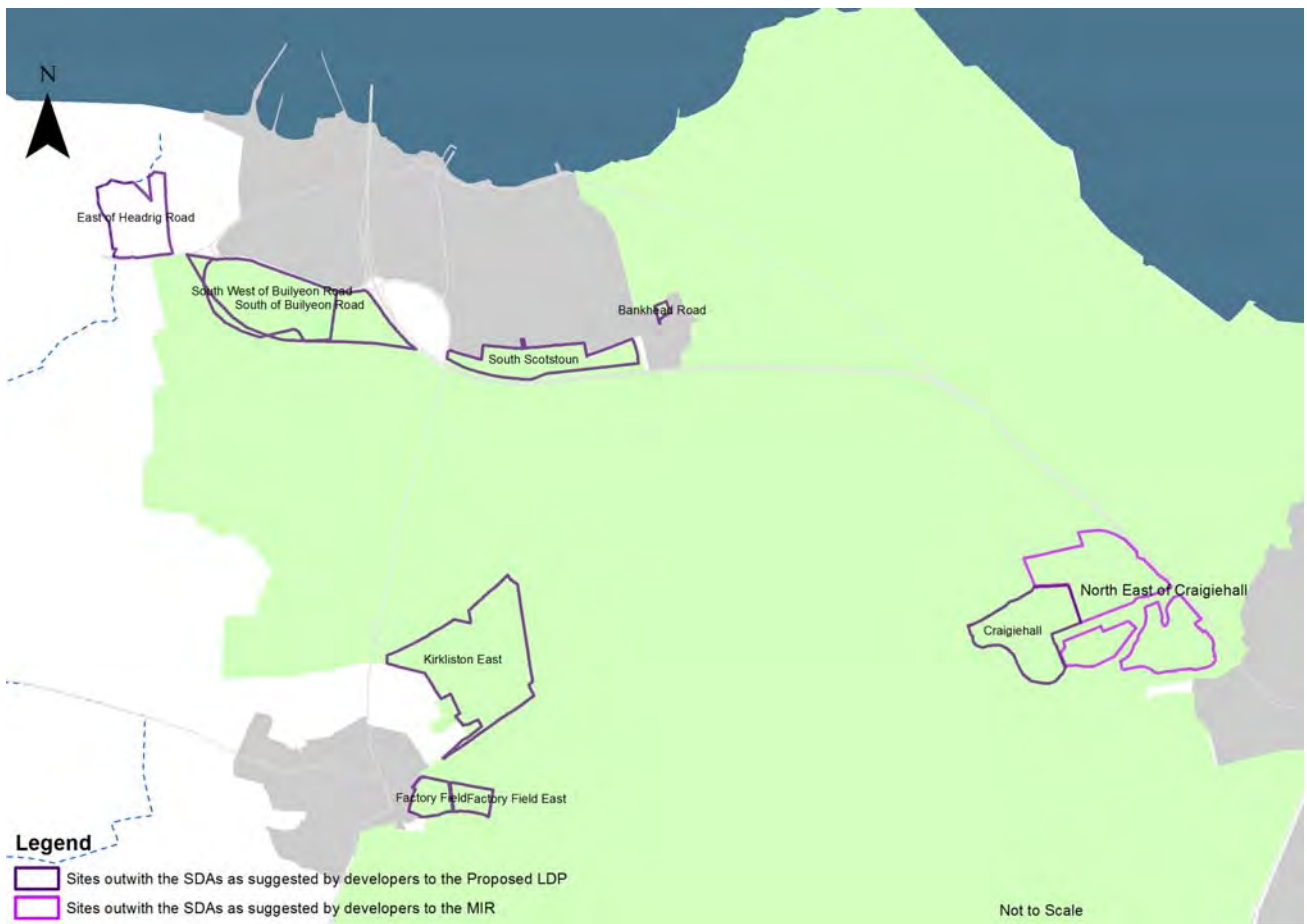 N
East of Headrig Road
South West of Builyeon Road
South of Builyeon Road
Bankhead Road
South Scotstoun
North East of Craigiehall
Craigiehall
Kirkliston East
Factory Field
Factory Field East
Legend
Sites outwith the SDAs as suggested by developers to the Proposed LDP
Sites outwith the SDAs as suggested by developers to the MIR
Not to Scale